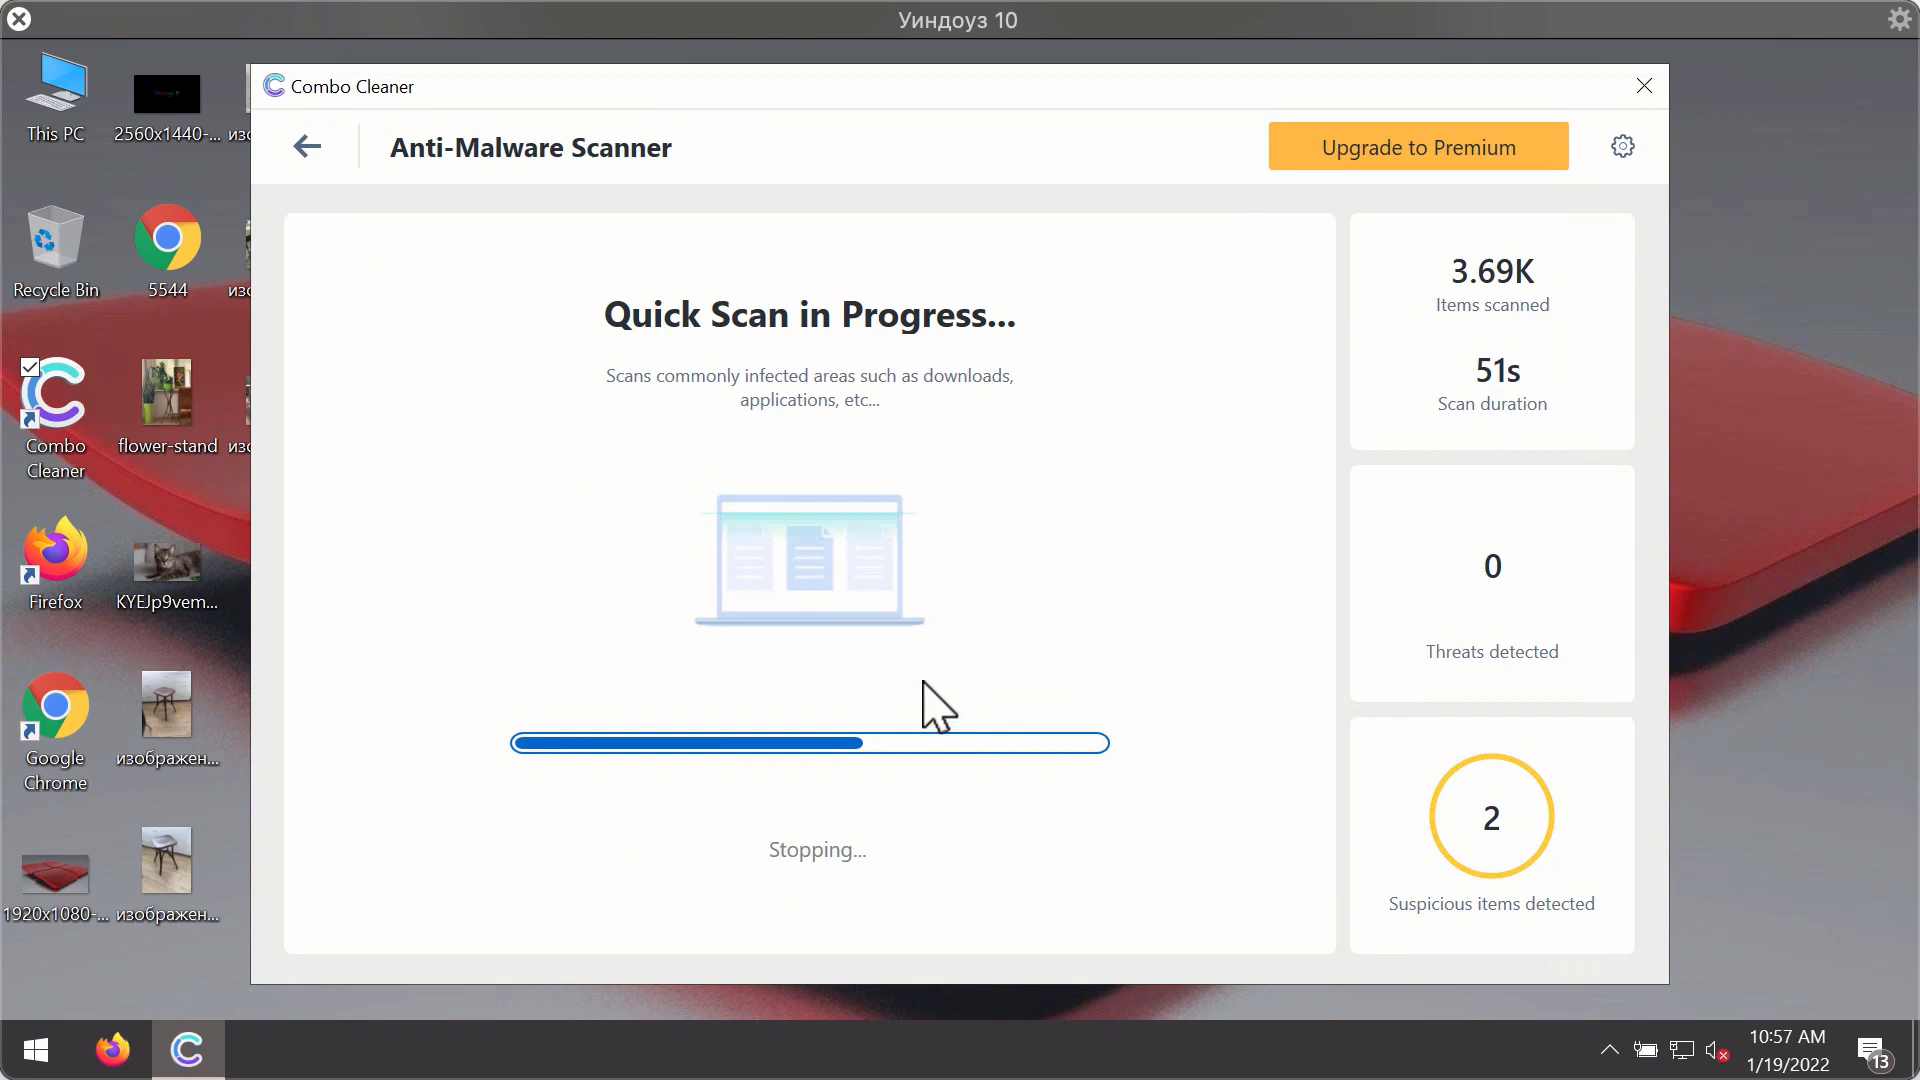 Уиндоуз 10
This PC
2560x1440-...
изо
Combo Cleaner
Anti-Malware Scanner
Upgrade to Premium
Recycle Bin
5544
изо
Quick Scan in Progress...
Scans commonly infected areas such as downloads,
applications, etc...
3.69K
Items scanned
51s
Scan duration
Combo
Cleaner
flower-stand
изо
0
Threats detected
Firefox
KYEJp9vem...
Google
Chrome
изображен...
Stopping...
2
Suspicious items detected
1920x1080-...
изображен...
10:57 AM
1/19/2022
13